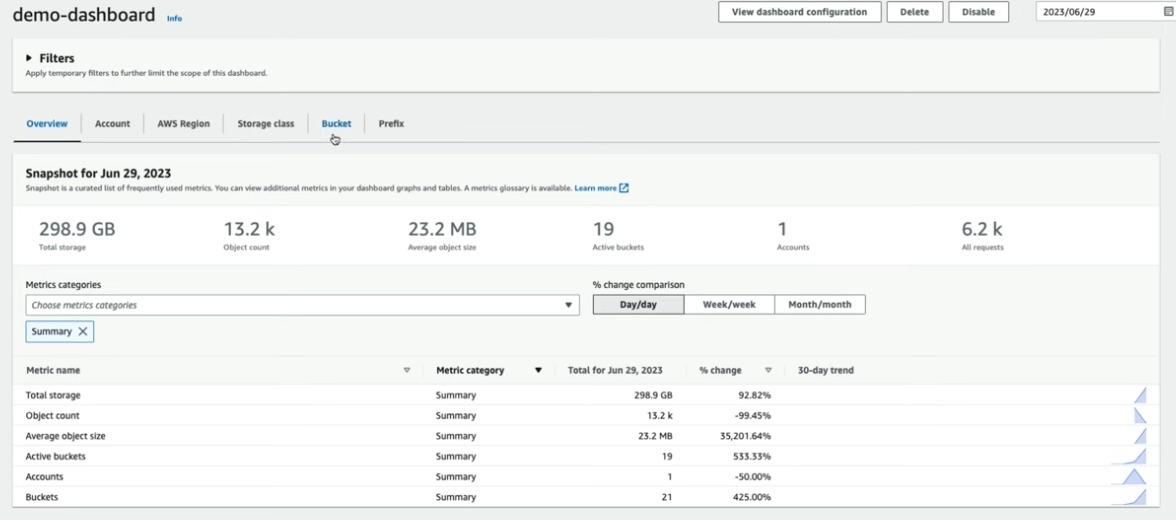 demo-dashboard Info View dashboard configuration Delete Disable 2023/06/29
Filters
Apply temporary filters to further limit the scope of this dashboard.
Overview Account AWS Region Storage class Bucket Prefix
Snapshot for Jun 29, 2023
Snapshot is a curated list of frequently used metrics. You can view additional metrics in your dashboard graphs and tables. A metrics glossary is available. Learn more
298.9 GB 13.2 k 23.2 MB 19 1 6.2 k
Total storage Object count Average object size Active buckets Accounts All requests
Metrics categories % change comparison
Choose metrics categories Day/day Week/week Month/month
Summary
Metric name Metric category Total for Jun 29, 2023 % change 30-day trend
Total storage Summary 298.9 GB 92.82%
Object count Summary 13.2 k -99.45%
Average object size Summary 23.2 MB 35,201.64%
Active buckets Summary 19 533.33%
Accounts Summary 1 -50.00%
Buckets Summary 21 425.00%